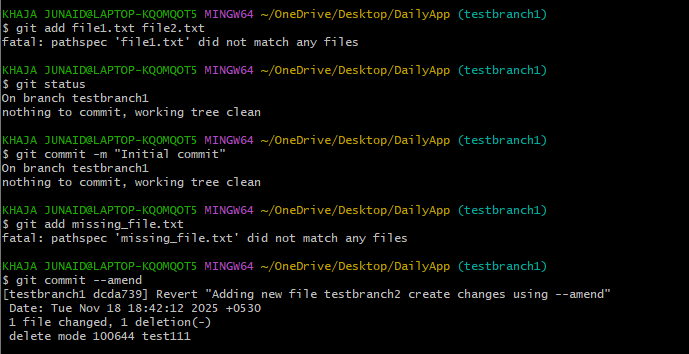 KHAJA JUNAID@LAPTOP-KQOMQOT5 MINGW64 ~/OneDrive/Desktop/DailyApp (testbranch1)
$ git add file1.txt file2.txt
fatal: pathspec 'file1.txt' did not match any files
KHAJA JUNAID@LAPTOP-KQOMQOT5 MINGW64 ~/OneDrive/Desktop/DailyApp (testbranch1)
$ git status
On branch testbranch1
nothing to commit, working tree clean
KHAJA JUNAID@LAPTOP-KQOMQOT5 MINGW64 ~/OneDrive/Desktop/DailyApp (testbranch1)
$ git commit -m "Initial commit"
On branch testbranch1
nothing to commit, working tree clean
KHAJA JUNAID@LAPTOP-KQOMQOT5 MINGW64 ~/OneDrive/Desktop/DailyApp (testbranch1)
$ git add missing_file.txt
fatal: pathspec 'missing_file.txt' did not match any files
KHAJA JUNAID@LAPTOP-KQOMQOT5 MINGW64 ~/OneDrive/Desktop/DailyApp (testbranch1)
$ git commit --amend
[testbranch1 dcda739] Revert "Adding new file testbranch2 create changes using --amend"
 Date: Tue Nov 18 18:42:12 2025 +0530
 1 file changed, 1 deletion(-)
 delete mode 100644 test111